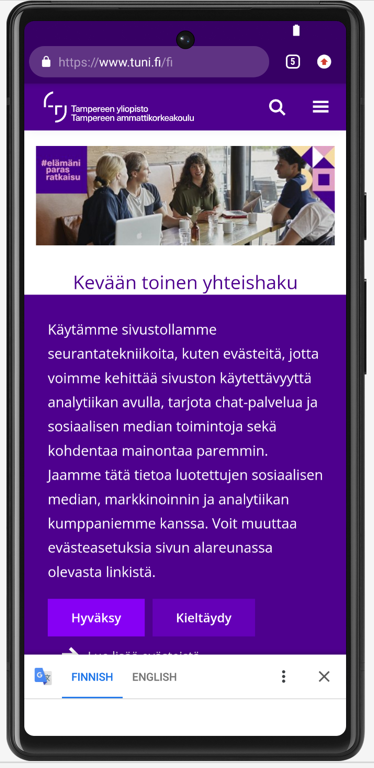 5
https://www.tuni.fi/fi
Tampereen yliopisto
Tampereen ammattikorkeakoulu
#elämäni
paras
ratkaisu
Kevään toinen yhteishaku
Käytämme sivustollamme
seurantatekniikoita, kuten evästeitä, jotta
voimme kehittää sivuston käytettävyyttä
analytiikan avulla, tarjota chat-palvelua ja
sosiaalisen median toimintoja sekä
kohdentaa mainontaa paremmin.
Jaamme tätä tietoa luotettujen sosiaalisen
median, markkinoinnin ja analytiikan
kumppaniemme kanssa. Voit muuttaa
evästeasetuksia sivun alareunassa
olevasta linkistä.
Hyväksy
Kieltäydy
FINNISH
ENGLISH